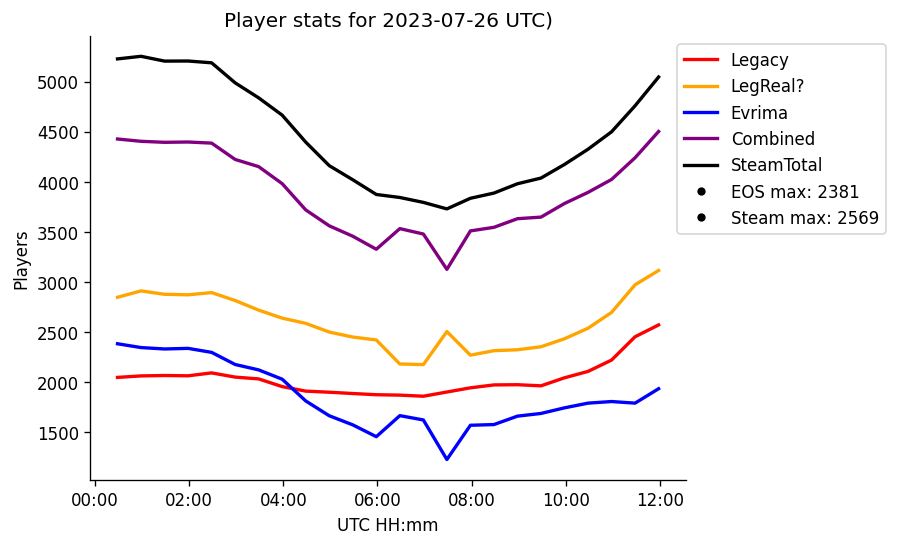 Player stats for 2023-07-26 UTC)
Players
5000
4500
4000
3500
3000
2500
2000
1500
00:00 02:00 04:00 06:00 08:00 10:00 12:00
UTC HH:mm
Legacy
LegReal?
Evrima
Combined
SteamTotal
EOS max: 2381
Steam max: 2569